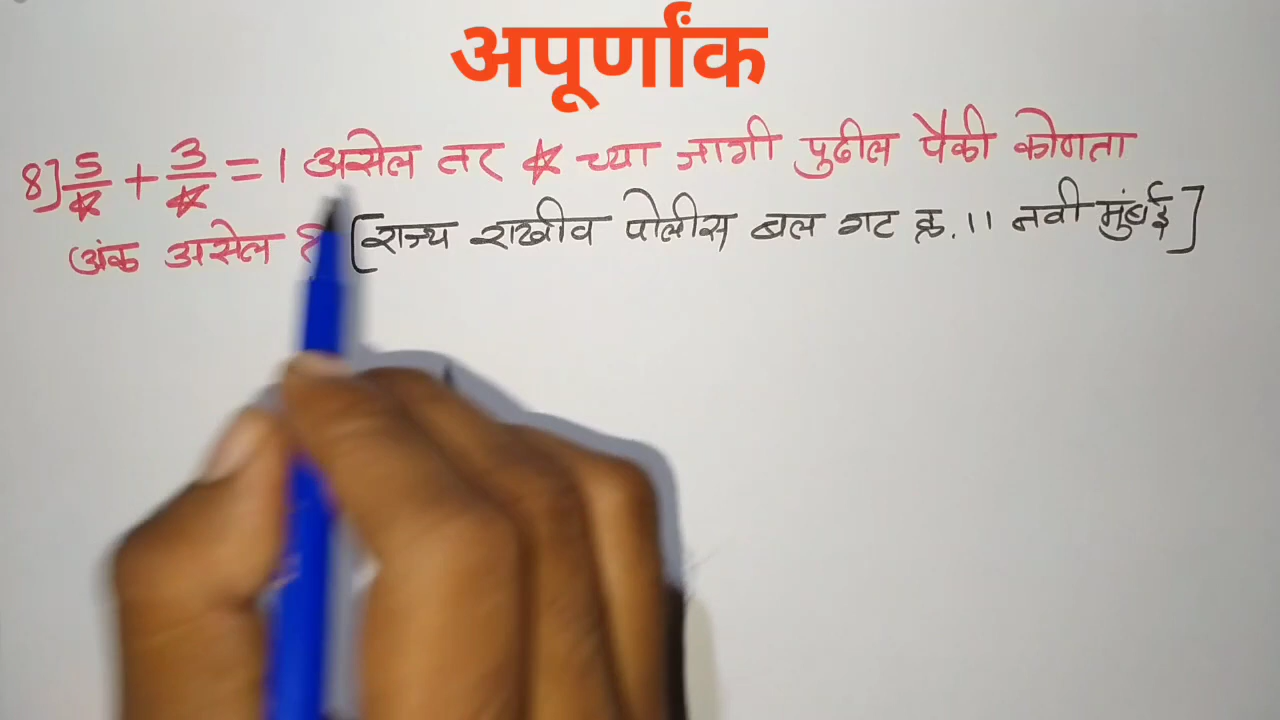 अपूर्णांक
8] 5/☆ + 3/☆ = 1 असेल तर ☆ च्या जागी पुढील पैकी कोणता
अंक असेल [राज्य राखीव पोलीस बल गट क्र. 11 नवी मुंबई]